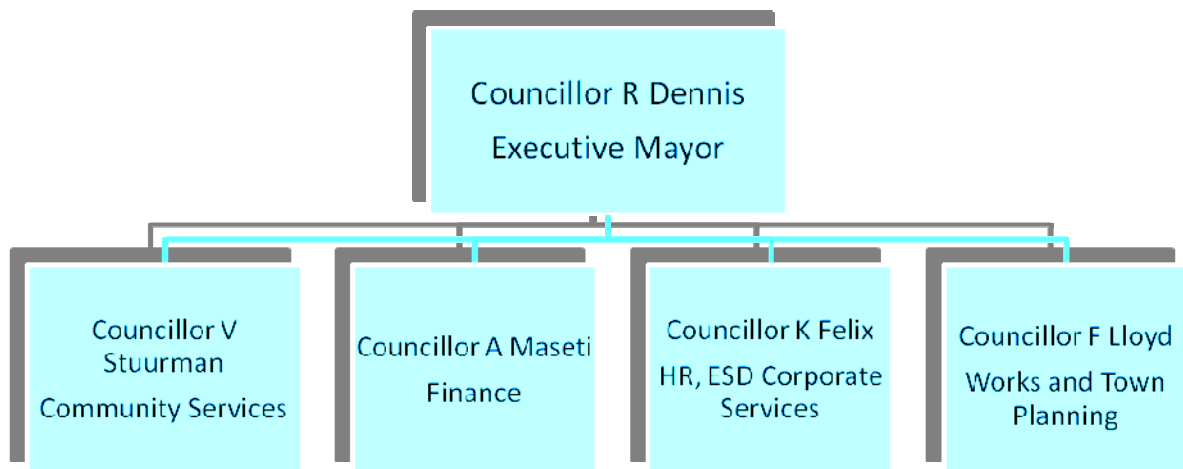 Councillor R Dennis
Executive Mayor
Councillor V
Stuurman
Community Services
Councillor A Maseti
Finance
Councillor K Felix
HR, ESD Corporate
Services
Councillor F Lloyd
Works and Town
Planning